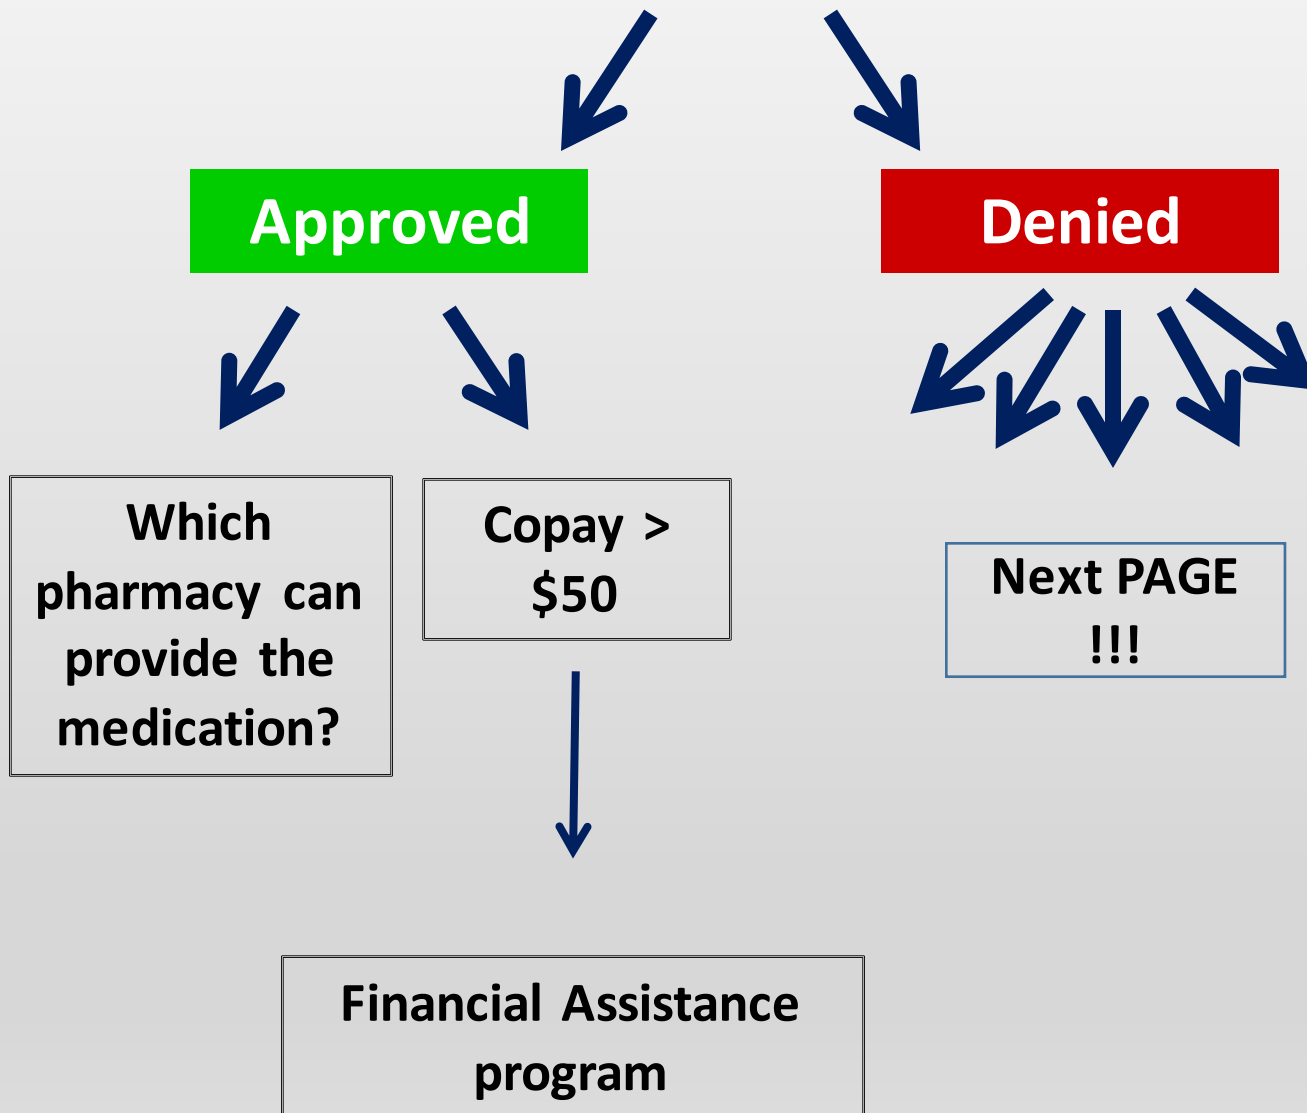 Approved
Denied
Which
pharmacy can
provide the
medication?
Copay >
$50
Next PAGE
!!!
Financial Assistance
program